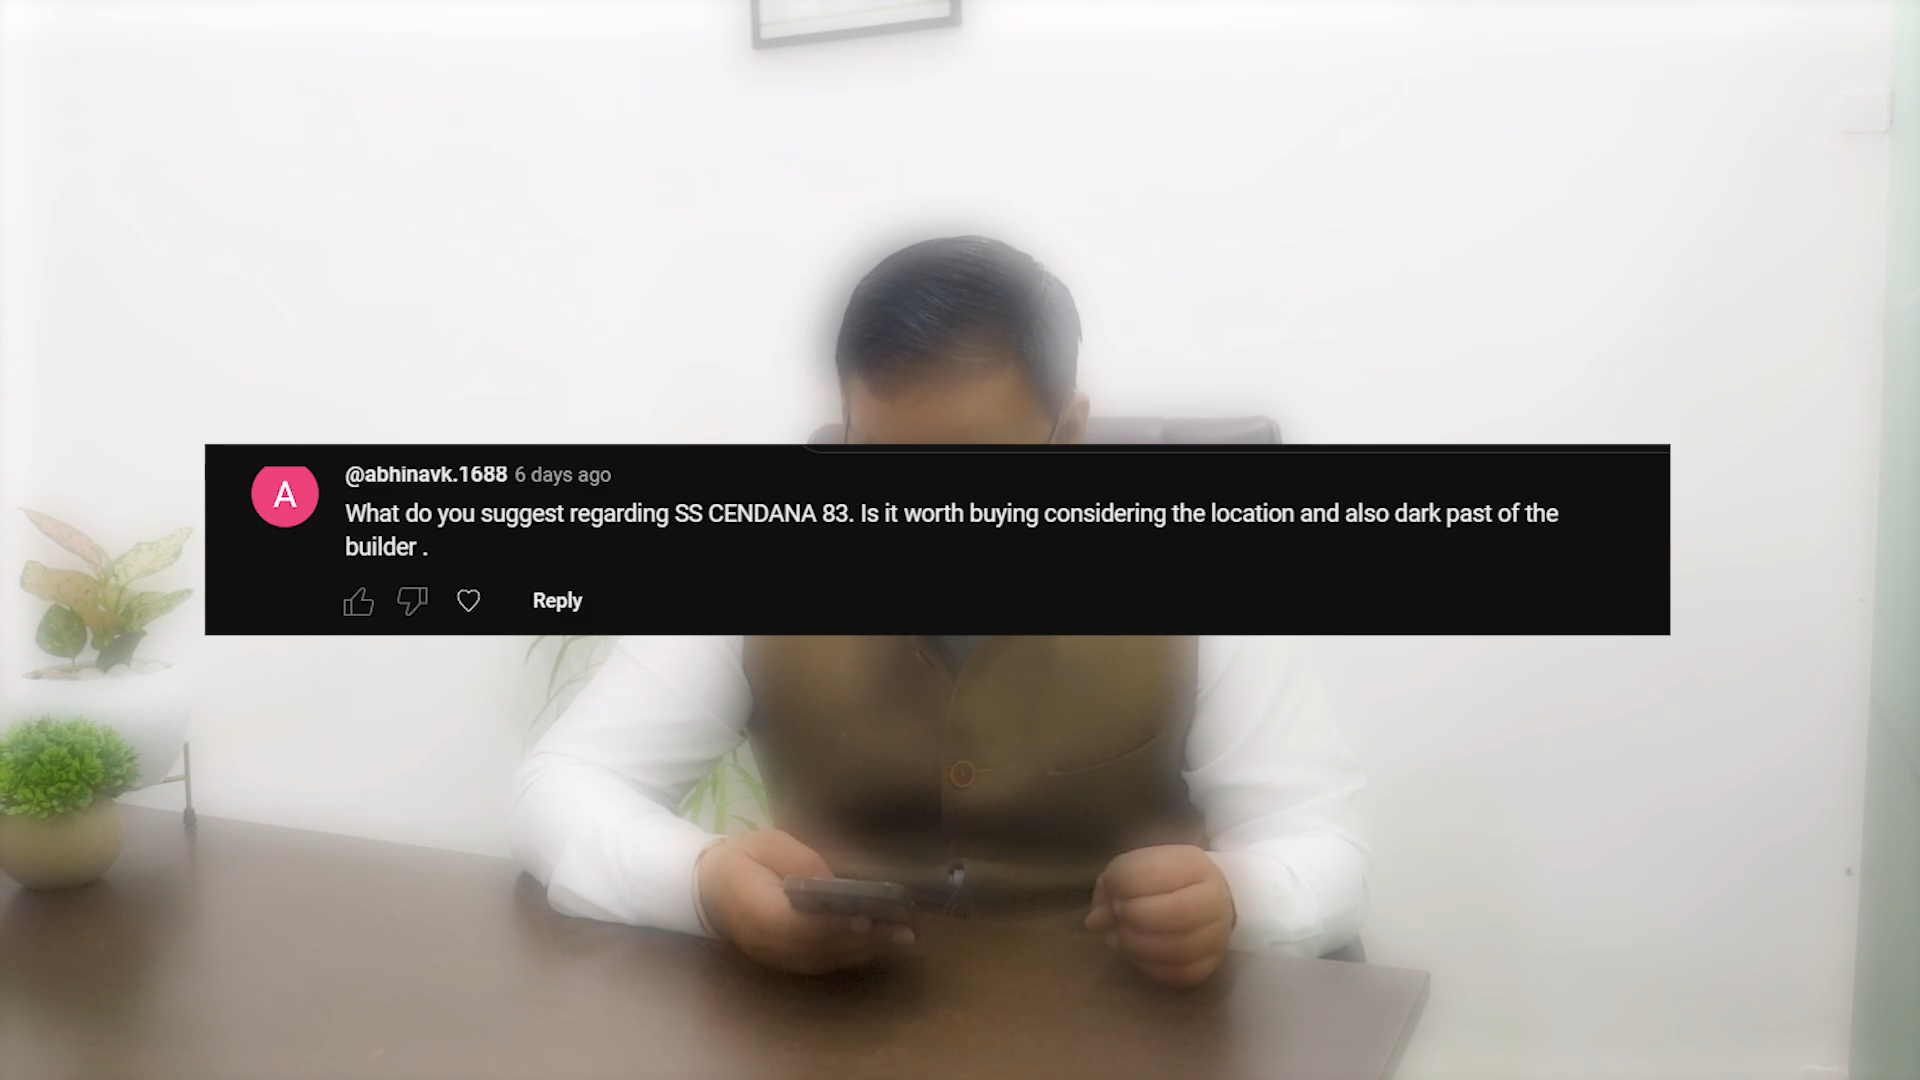 A
@abhinavk.1688 6 days ago
What do you suggest regarding SS CENDANA 83. Is it worth buying considering the location and also dark past of the
builder .
Reply